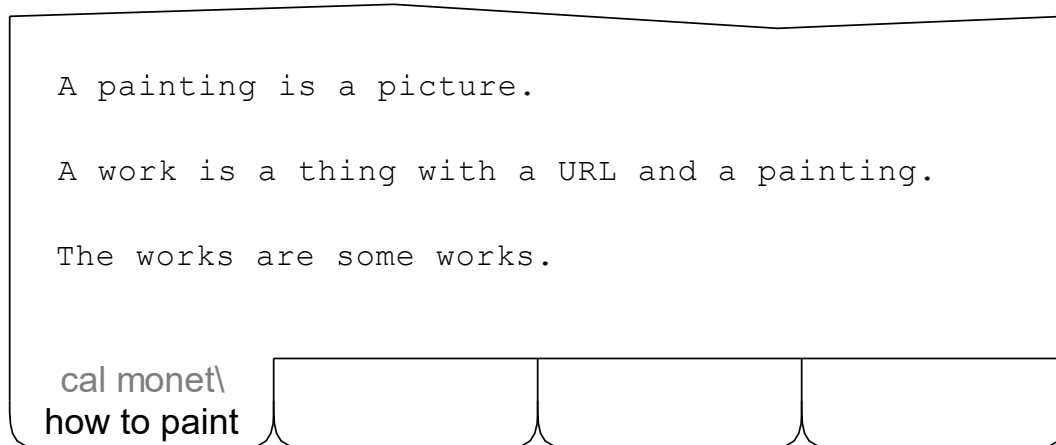 A painting is a picture.
A work is a thing with a URL and a painting.
The works are some works.
cal monet\
how to paint